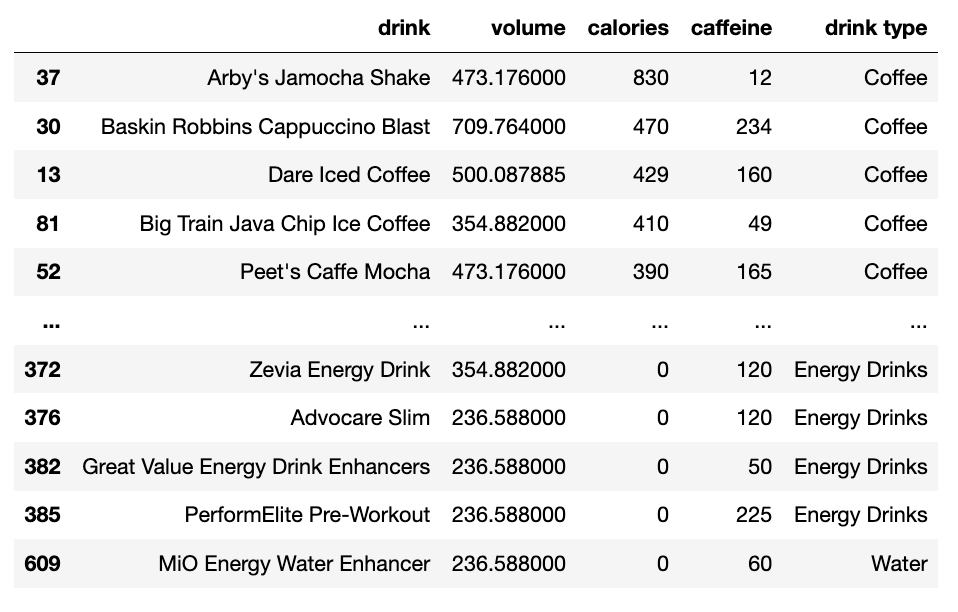 drink volume calories caffeine drink type
37 Arby's Jamocha Shake 473.176000 830 12 Coffee
30 Baskin Robbins Cappuccino Blast 709.764000 470 234 Coffee
13 Dare Iced Coffee 500.087885 429 160 Coffee
81 Big Train Java Chip Ice Coffee 354.882000 410 49 Coffee
52 Peet's Caffe Mocha 473.176000 390 165 Coffee
... ... ... ... ... ...
372 Zevia Energy Drink 354.882000 0 120 Energy Drinks
376 Advocare Slim 236.588000 0 120 Energy Drinks
382 Great Value Energy Drink Enhancers 236.588000 0 50 Energy Drinks
385 PerformElite Pre-Workout 236.588000 0 225 Energy Drinks
609 MiO Energy Water Enhancer 236.588000 0 60 Water